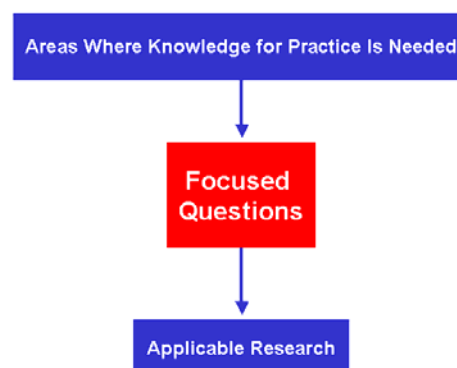 Areas Where Knowledge for Practice Is Needed
Focused
Questions
Applicable Research